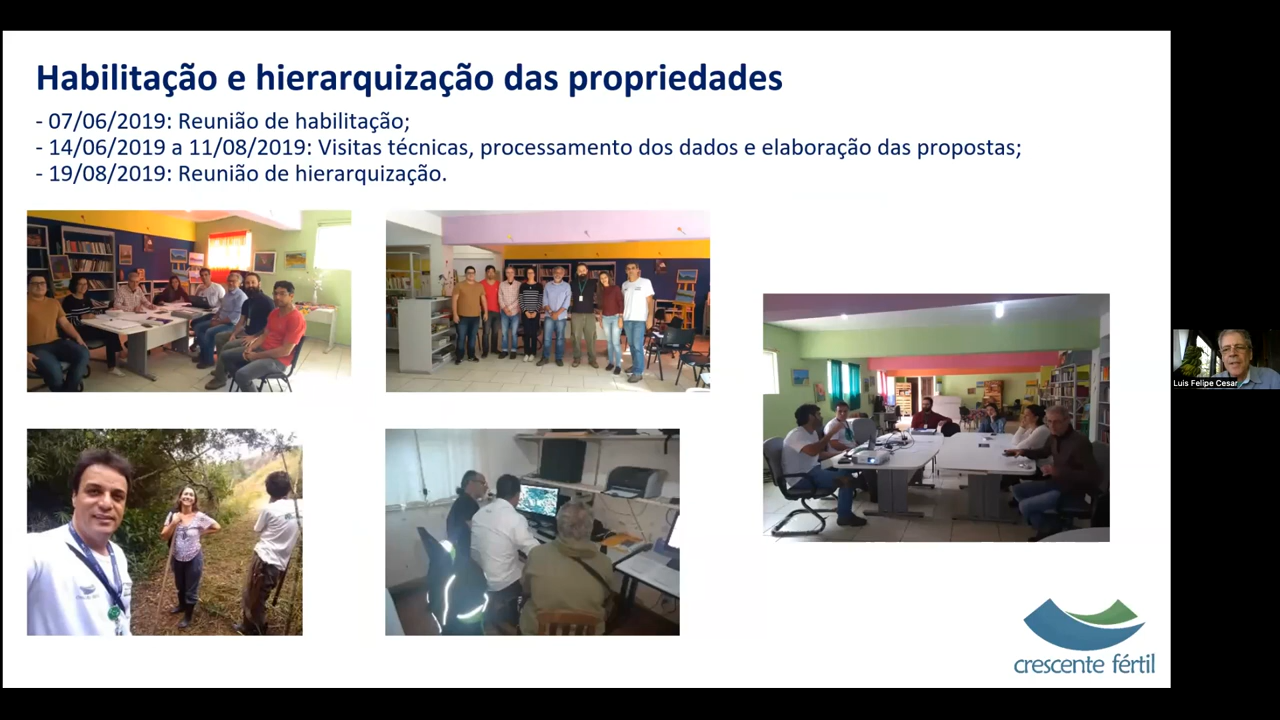 Habilitação e hierarquização das propriedades
- 07/06/2019: Reunião de habilitação;
- 14/06/2019 a 11/08/2019: Visitas técnicas, processamento dos dados e elaboração das propostas;
- 19/08/2019: Reunião de hierarquização.
Luis Felipe Cesar
crescente fértil